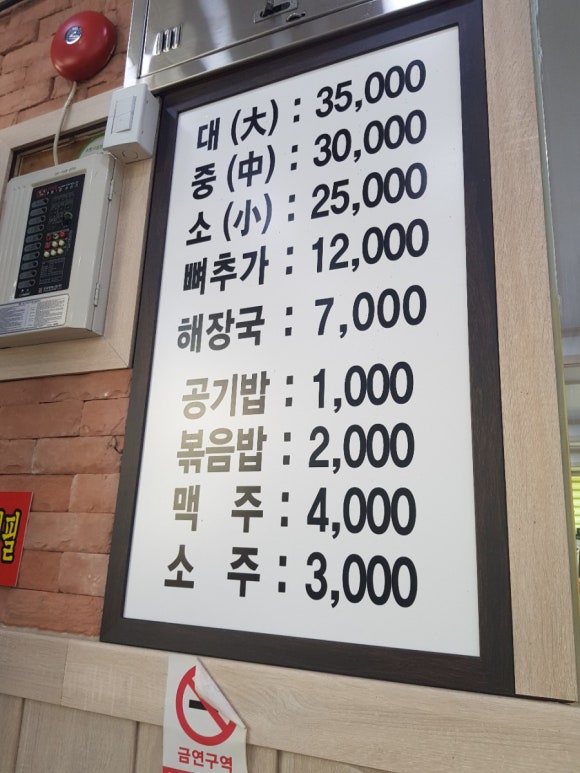 대 (大) : 35,000
중 (中) : 30,000
소 (小) : 25,000
뼈추가 : 12,000
해장국 : 7,000
공기밥 : 1,000
볶음밥 : 2,000
맥 주 : 4,000
소 주 : 3,000
필
금연구역